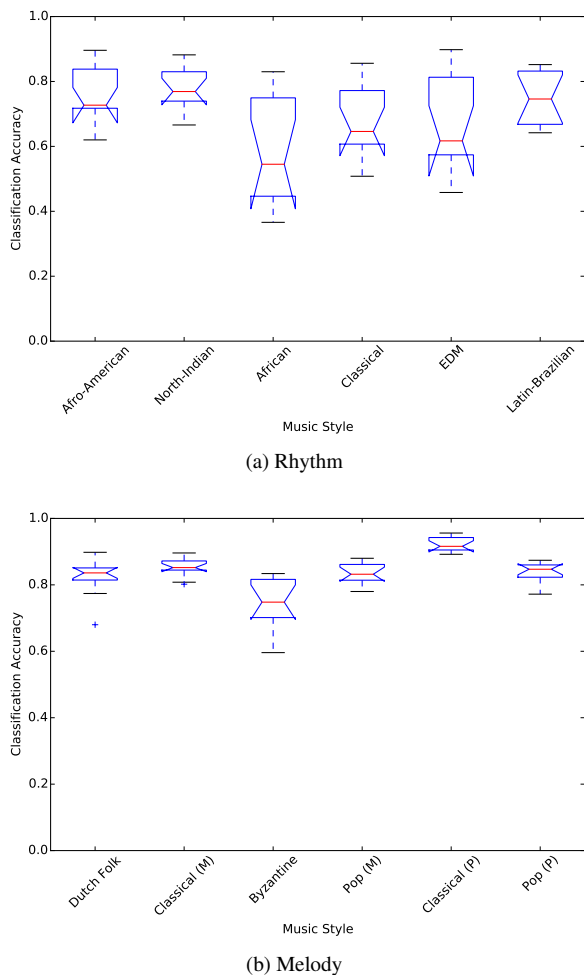 1.0
0.8
0.6
0.4
0.2
0.0
Classification Accuracy
Afro-American
North-Indian
African
Classical
EDM
Latin-Brazilian
Music Style
(a) Rhythm
1.0
0.8
0.6
0.4
0.2
0.0
Classification Accuracy
Dutch Folk
Classical (M)
Byzantine
Pop (M)
Classical (P)
Pop (P)
Music Style
(b) Melody